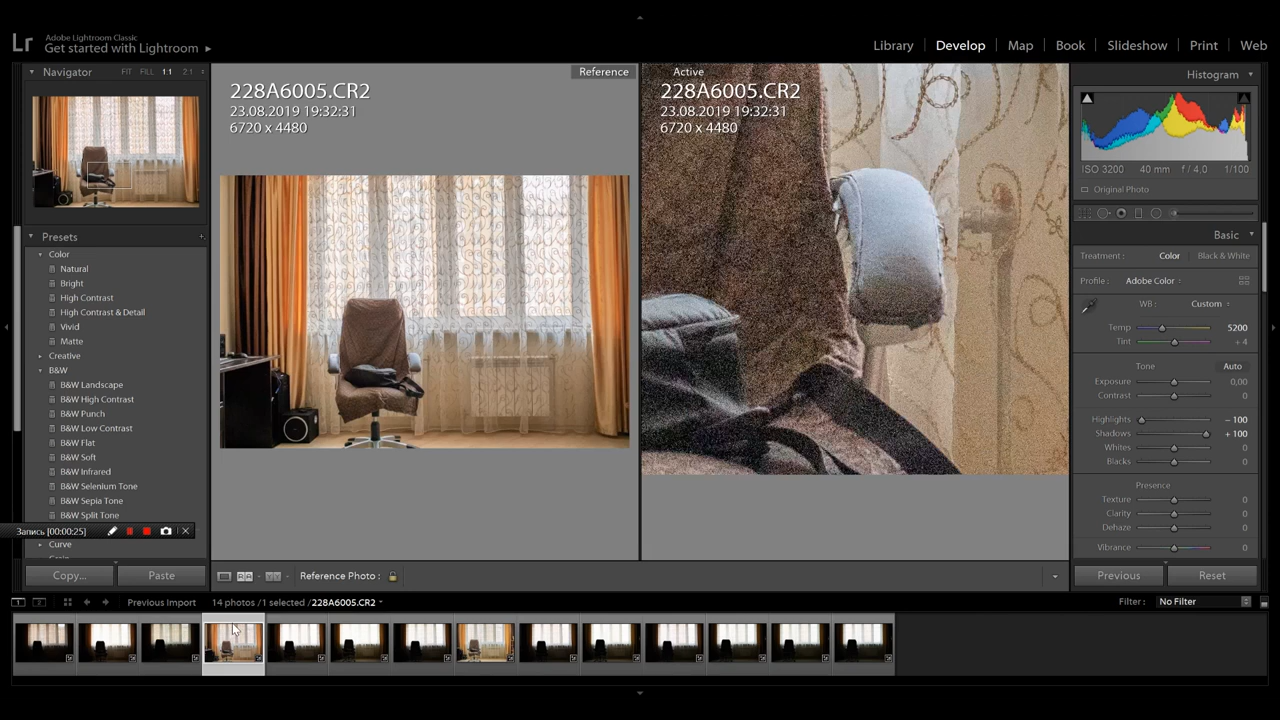 Lr
Adobe Lightroom Classic
Get started with Lightroom
Library
Develop
Map
Book
Slideshow
Print
Web
Navigator
FIT
FILL
1:1
2:1
Presets
Color
Natural
Bright
High Contrast
High Contrast & Detail
Vivid
Matte
Creative
B&W
B&W Landscape
B&W High Contrast
B&W Punch
B&W Low Contrast
B&W Flat
B&W Soft
B&W Infrared
B&W Selenium Tone
B&W Sepia Tone
B&W Split Tone
Запись [00:00:25]
Curve
Copy...
Paste
Reference
228A6005.CR2
23.08.2019 19:32:31
6720 x 4480
Active
228A6005.CR2
23.08.2019 19:32:31
6720 x 4480
Reference Photo :
Histogram
ISO 3200
40 mm
f / 4,0
1/100
Original Photo
Basic
Treatment :
Color
Black & White
Profile :
Adobe Color
WB :
Custom
Temp
5200
Tint
+ 4
Tone
Auto
Exposure
0,00
Contrast
0
Highlights
– 100
Shadows
+ 100
Whites
0
Blacks
0
Presence
Texture
0
Clarity
0
Dehaze
0
Vibrance
0
Previous
Reset
1
2
Previous Import
14 photos /1 selected /228A6005.CR2
Filter :
No Filter